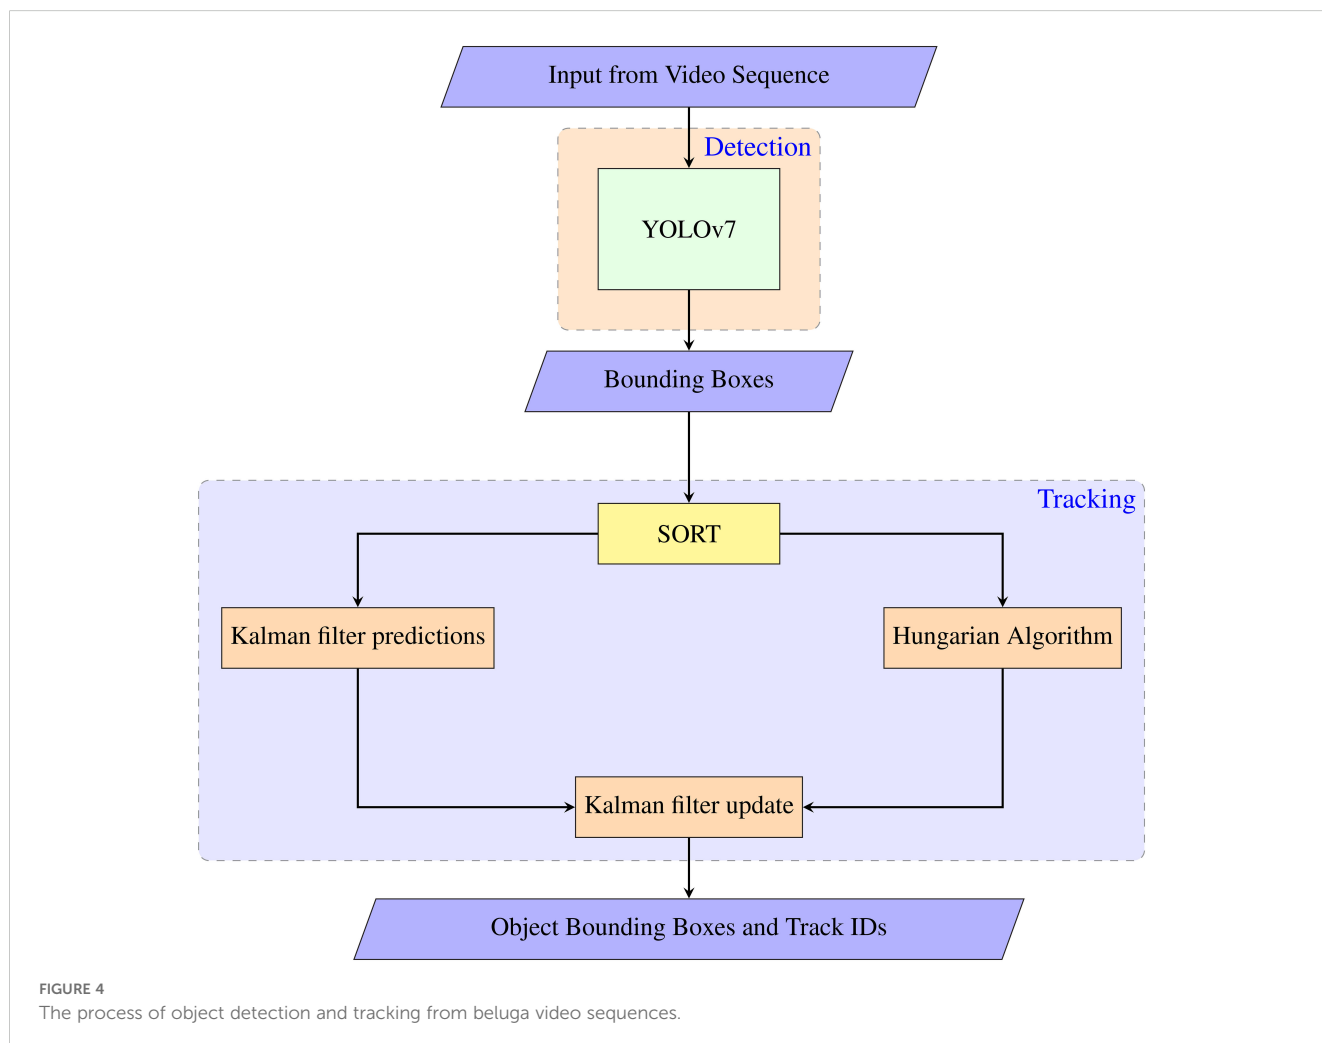 Input from Video Sequence
Detection
YOLOv7
Bounding Boxes
Tracking
SORT
Kalman filter predictions
Hungarian Algorithm
Kalman filter update
Object Bounding Boxes and Track IDs
FIGURE 4
The process of object detection and tracking from beluga video sequences.